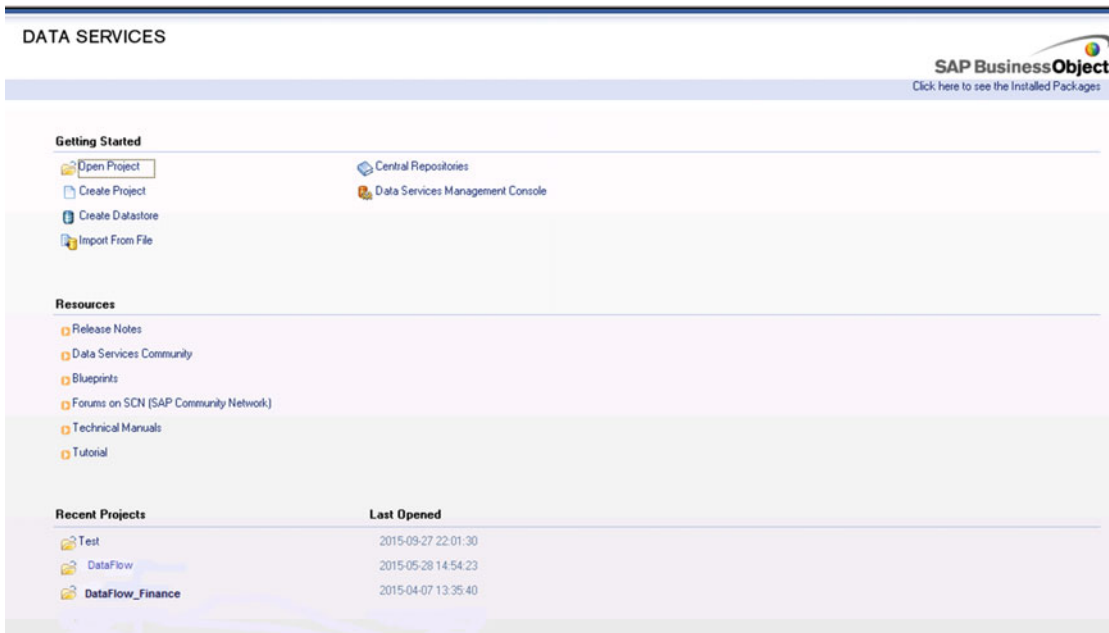 DATA SERVICES
SAP BusinessObject
Click here to see the Installed Packages
Getting Started
Open Project
Central Repositories
Create Project
Data Services Management Console
Create Datastore
Import From File
Resources
Release Notes
Data Services Community
Blueprints
Forums on SCN (SAP Community Network)
Technical Manuals
Tutorial
Recent Projects Last Opened
Test 2015-09-27 22:01:30
DataFlow 2015-05-28 14:54:23
DataFlow_Finance 2015-04-07 13:35:40